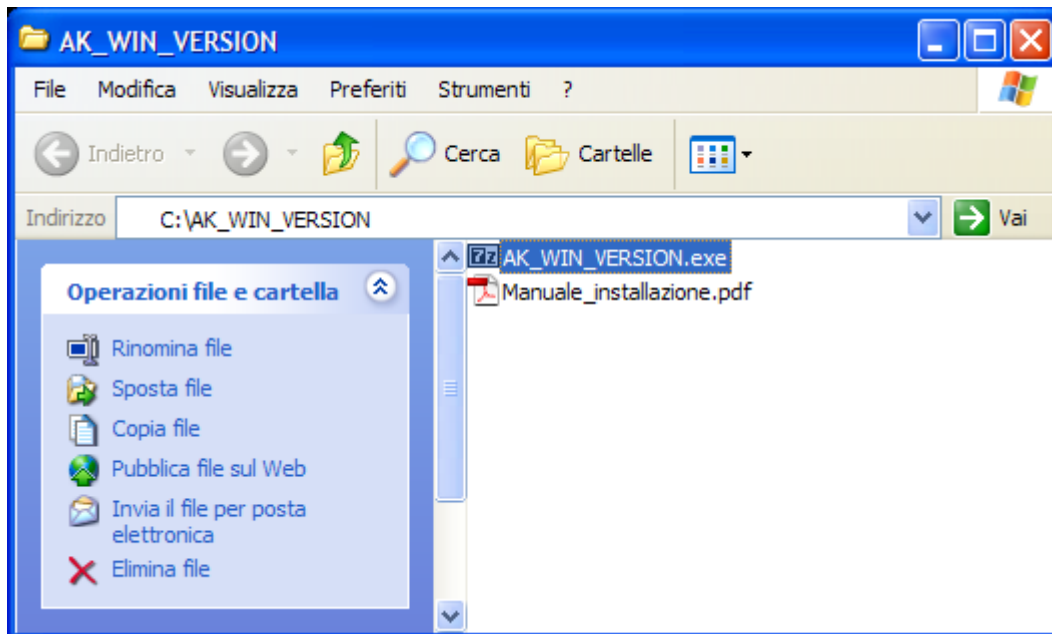 AK_WIN_VERSION
File Modifica Visualizza Preferiti Strumenti ?
Indietro Cerca Cartelle
Indirizzo C:\AK_WIN_VERSION Vai
Operazioni file e cartella
Rinomina file
Sposta file
Copia file
Pubblica file sul Web
Invia il file per posta
elettronica
Elimina file
7z AK_WIN_VERSION.exe
Manuale_installazione.pdf